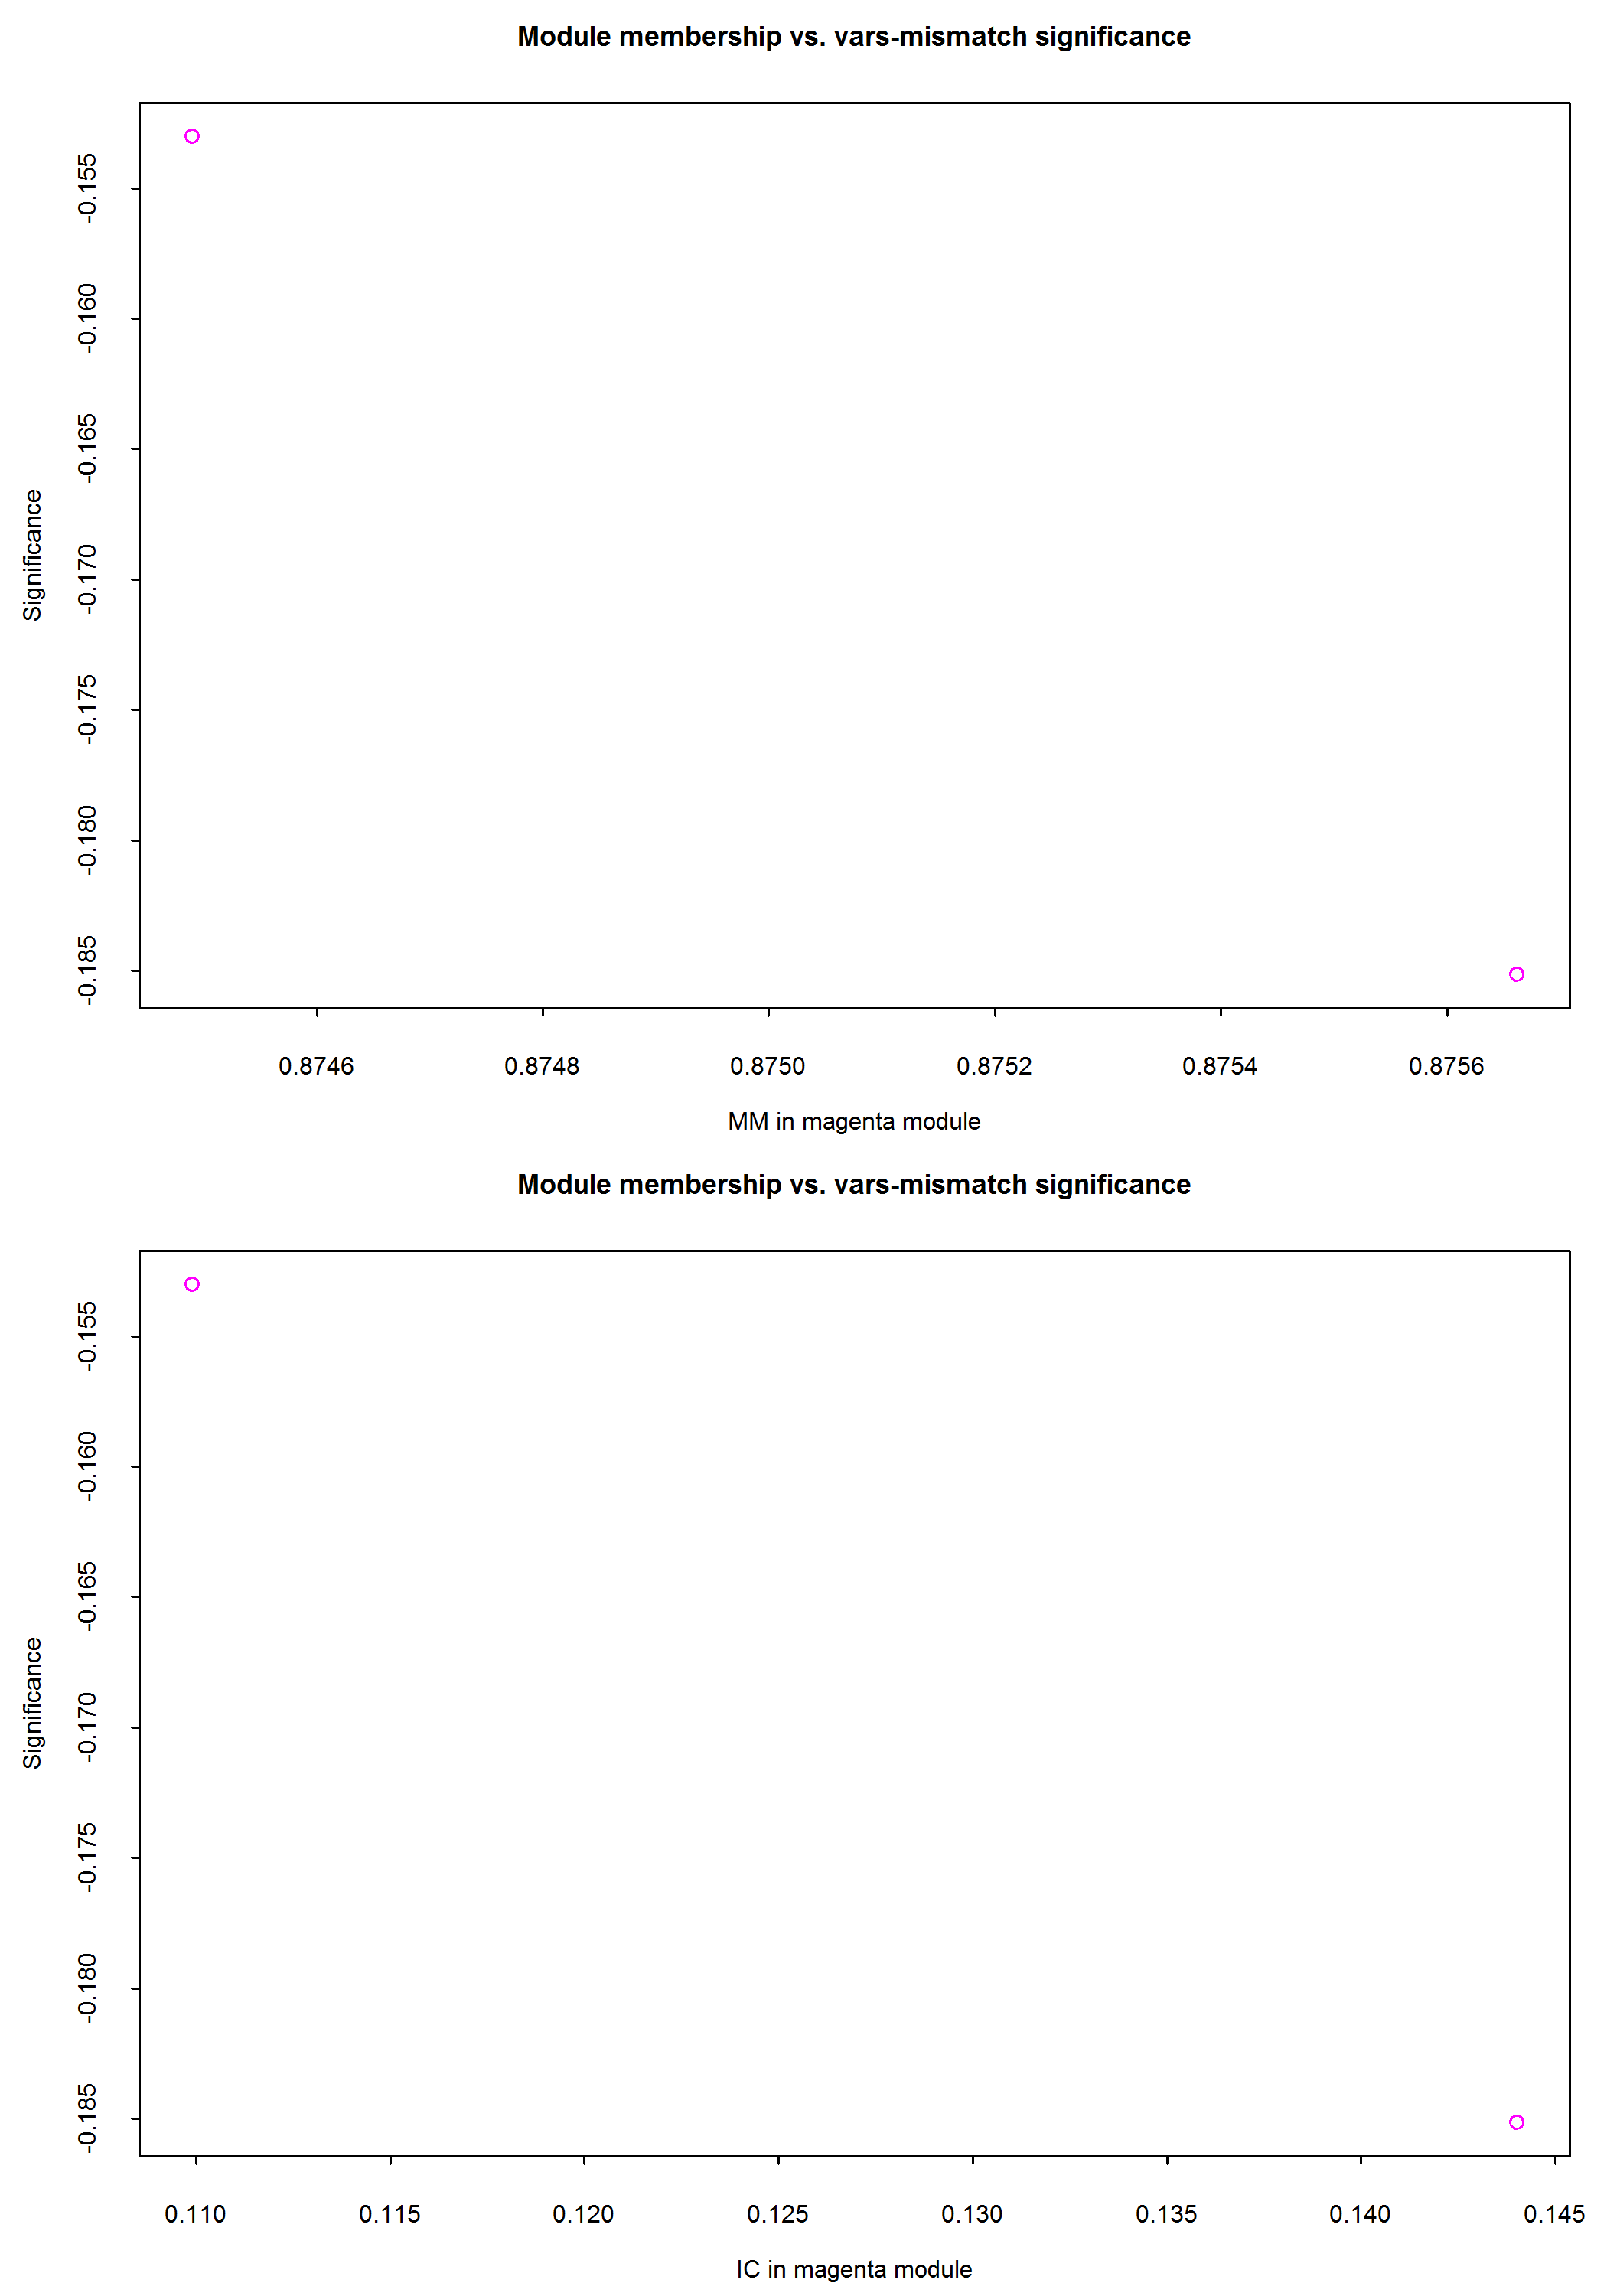 Module membership vs. vars-mismatch significance
-0.155
-0.160
-0.165
-0.170
-0.175
-0.180
-0.185
Significance
0.8746 0.8748 0.8750 0.8752 0.8754 0.8756
MM in magenta module
Module membership vs. vars-mismatch significance
-0.155
-0.160
-0.165
-0.170
-0.175
-0.180
-0.185
Significance
0.110 0.115 0.120 0.125 0.130 0.135 0.140 0.145
IC in magenta module